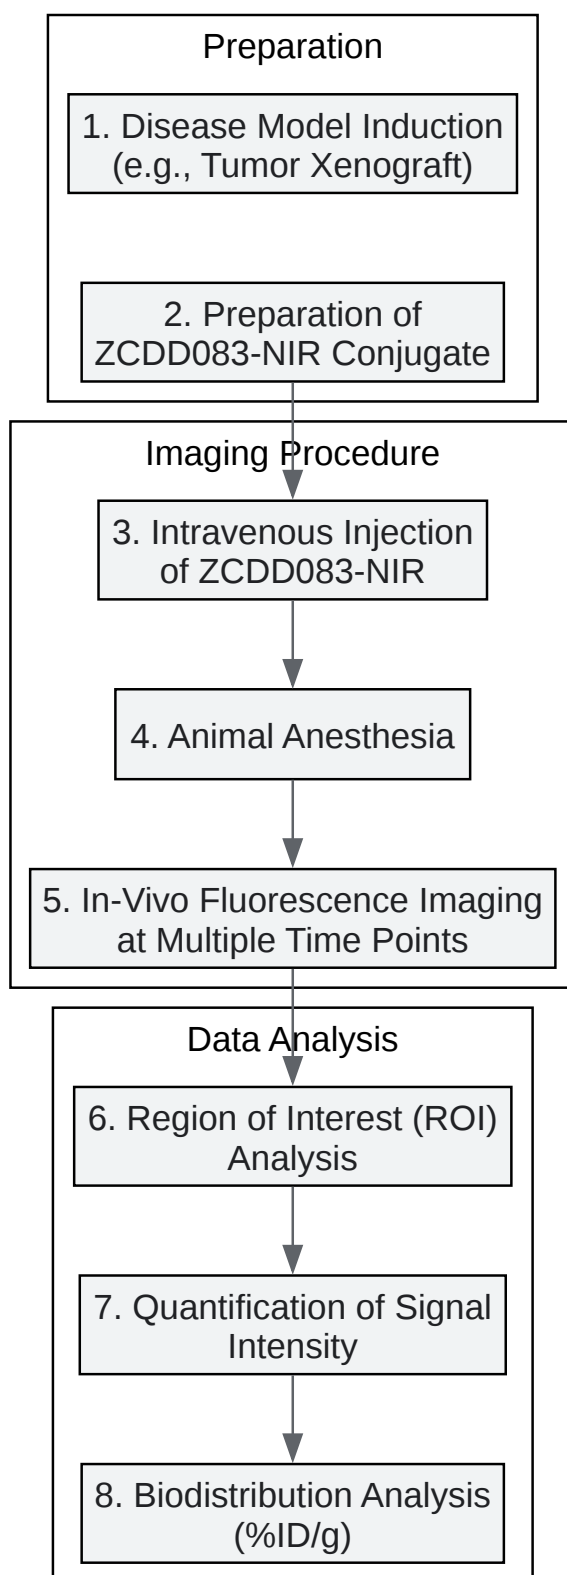 Preparation
1. Disease Model Induction
(e.g., Tumor Xenograft)
2. Preparation of
ZCDD083-NIR Conjugate
Imaging Procedure
3. Intravenous Injection
of ZCDD083-NIR
4. Animal Anesthesia
5. In-Vivo Fluorescence Imaging
at Multiple Time Points
Data Analysis
6. Region of Interest (ROI)
Analysis
7. Quantification of Signal
Intensity
8. Biodistribution Analysis
(%ID/g)